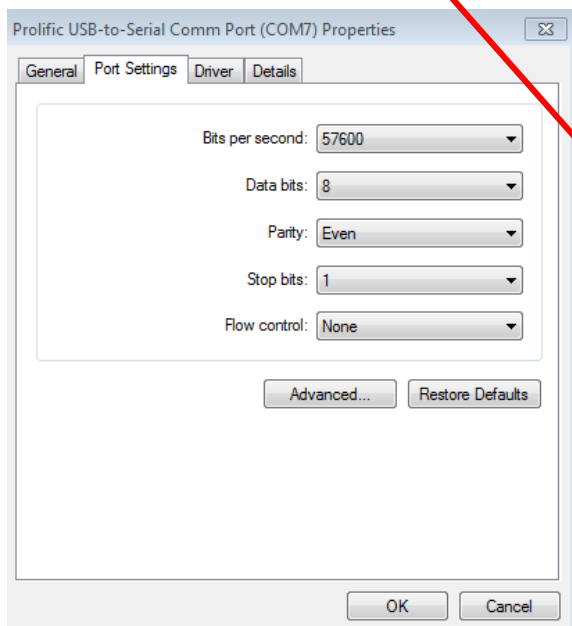 Prolific USB-to-Serial Comm Port (COM7) Properties
General Port Settings Driver Details
Bits per second: 57600
Data bits: 8
Parity: Even
Stop bits: 1
Flow control: None
Advanced... Restore Defaults
OK Cancel